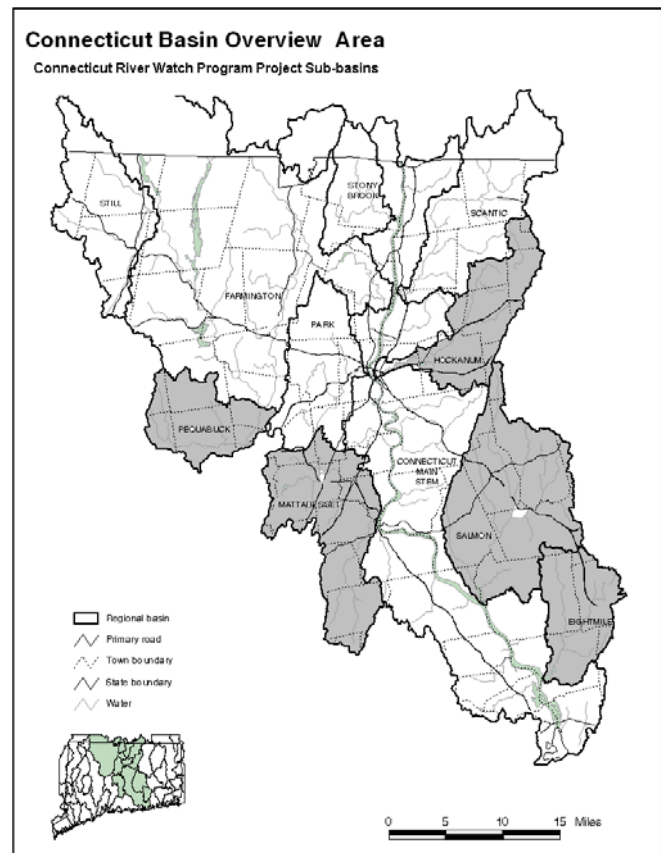 Connecticut Basin Overview Area
Connecticut River Watch Program Project Sub-basins
STILL
STONY
BROOK
SCANTIC
FARMINGTON
PARK
HOCKANUM
PEQUABUCK
CONNECTICUT
MAIN
STEM
MATTABESSET
SALMON
EIGHTMILE
Regional basin
Primary road
Town boundary
State boundary
Water
0 5 10 15 Miles